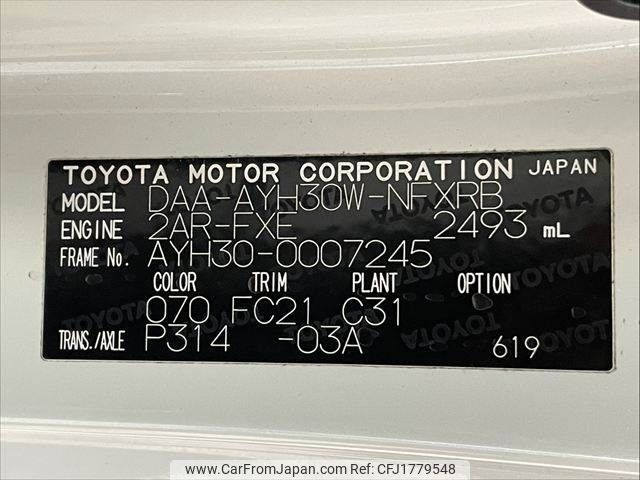 TOYOTA MOTOR CORPORATION JAPAN
MODEL DAA-AYH30W-NFXRB
ENGINE 2AR-FXE 2493 mL
FRAME No. AYH30-0007245
COLOR TRIM PLANT OPTION
070 FC21 C31
TRANS./AXLE P314 -03A 619
www.CarFromJapan.com REF:CFJ1779548